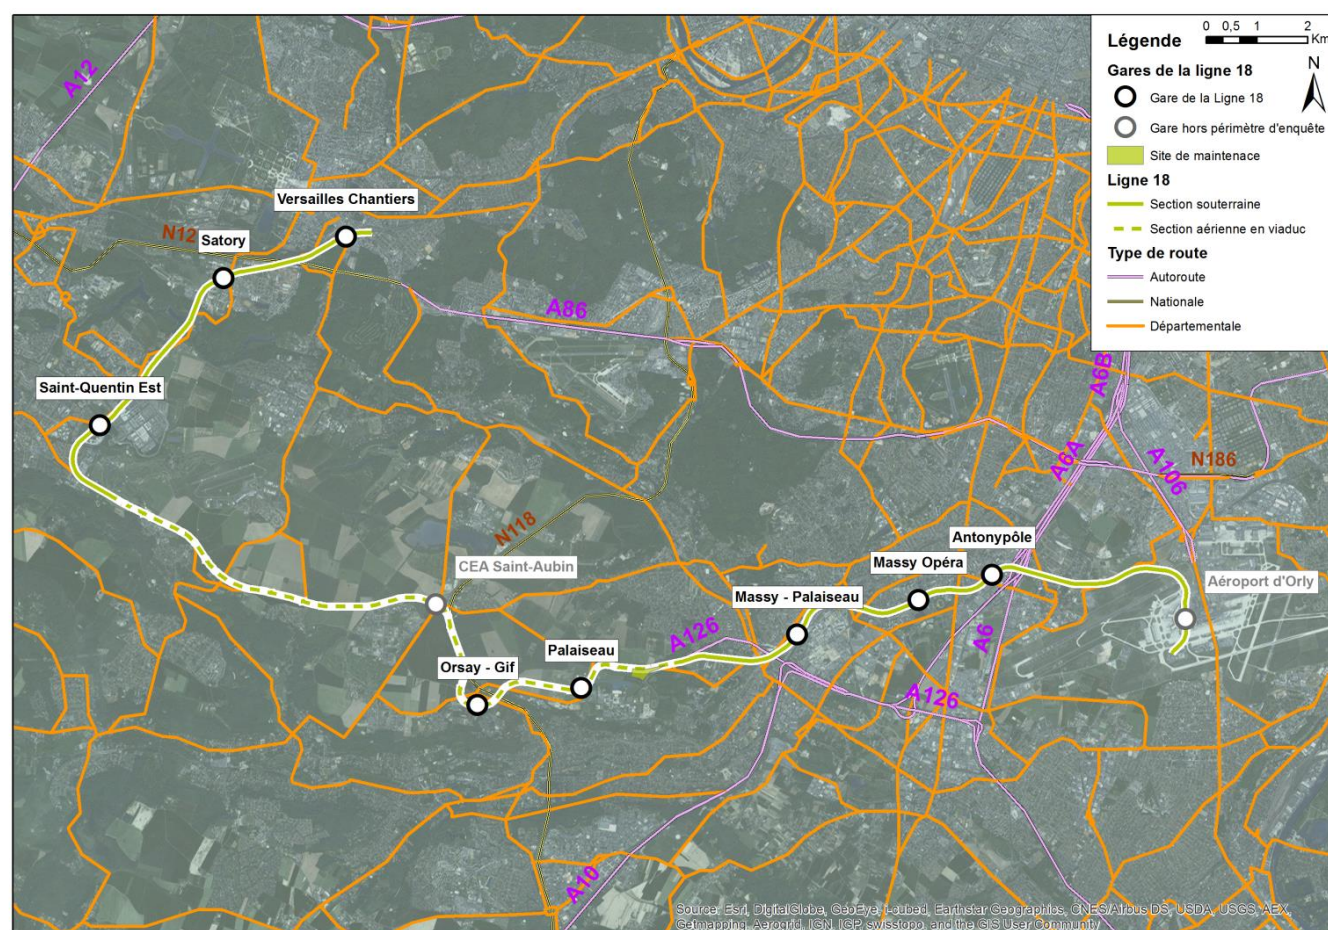 Légende
0 0,5 1 2
Km
N
Gares de la ligne 18
Gare de la Ligne 18
Gare hors périmètre d'enquête
Site de maintenace
Ligne 18
Section souterraine
Section aérienne en viaduc
Type de route
Autoroute
Nationale
Départementale
A12
Versailles Chantiers
N12
Satory
A86
Saint-Quentin Est
A6B
A6A
A106
N186
N118
CEA Saint-Aubin
Antonypôle
Massy Opéra
Aéroport d'Orly
Massy - Palaiseau
A126
A6
Palaiseau
Orsay - Gif
A126
A10
Source: Esri, DigitalGlobe, GeoEye, i-cubed, Earthstar Geographics, CNES/Airbus DS, USDA, USGS, AEX,
Getmapping, Aerogrid, IGN, IGP, swisstopo, and the GIS User Community